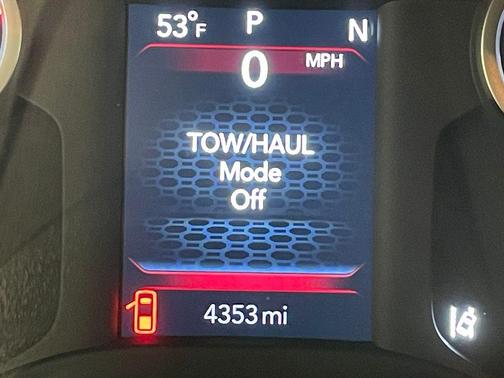 53°F P N
0 MPH
TOW/HAUL
Mode
Off
4353 mi